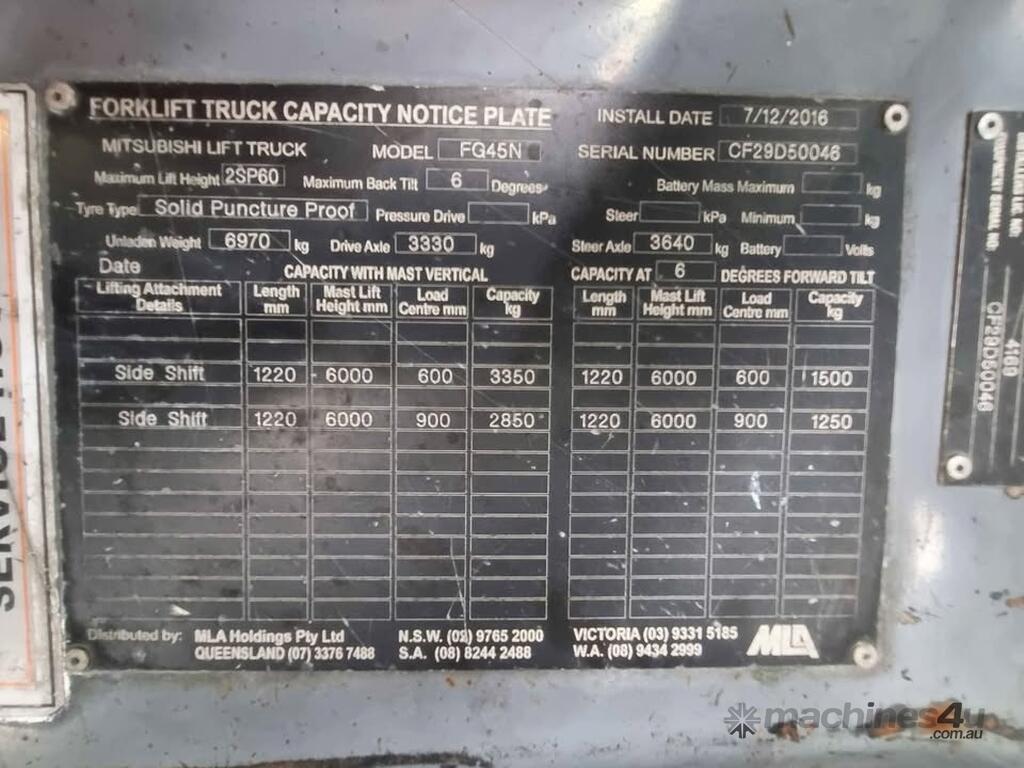 FORKLIFT TRUCK CAPACITY NOTICE PLATE INSTALL DATE 7/12/2016
MITSUBISHI LIFT TRUCK MODEL FG45N SERIAL NUMBER CF29D50046
Maximum Lift Height 2SP60 Maximum Back Tilt 6 Degrees Battery Mass Maximum kg
Tyre Type Solid Puncture Proof Pressure Drive kPa Steer kPa Minimum kg
Unladen Weight 6970 kg Drive Axle 3330 kg Steer Axle 3640 kg Battery Volts
Date CAPACITY WITH MAST VERTICAL CAPACITY AT 6 DEGREES FORWARD TILT
Lifting Attachment Details Length mm Mast Lift Height mm Load Centre mm Capacity kg Length mm Mast Lift Height mm Load Centre mm Capacity kg
Side Shift 1220 6000 600 3350 1220 6000 600 1500
Side Shift 1220 6000 900 2850 1220 6000 900 1250
Distributed by: MLA Holdings Pty Ltd N.S.W. (02) 9765 2000 VICTORIA (03) 9331 5185 MLA
QUEENSLAND (07) 3376 7488 S.A. (08) 8244 2488 W.A. (08) 9434 2999
4169
CF29D50046
machines4u
.com.au